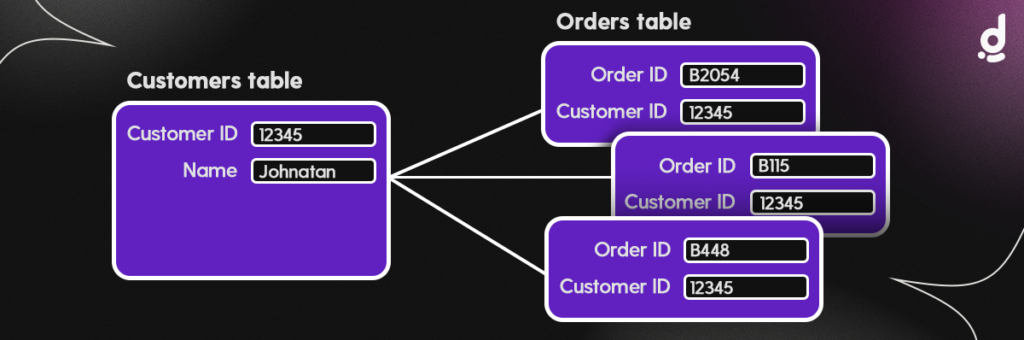 Customers table
Customer ID 12345
Name Johnatan
Orders table
Order ID B2054
Customer ID 12345
Order ID B115
Customer ID 12345
Order ID B448
Customer ID 12345